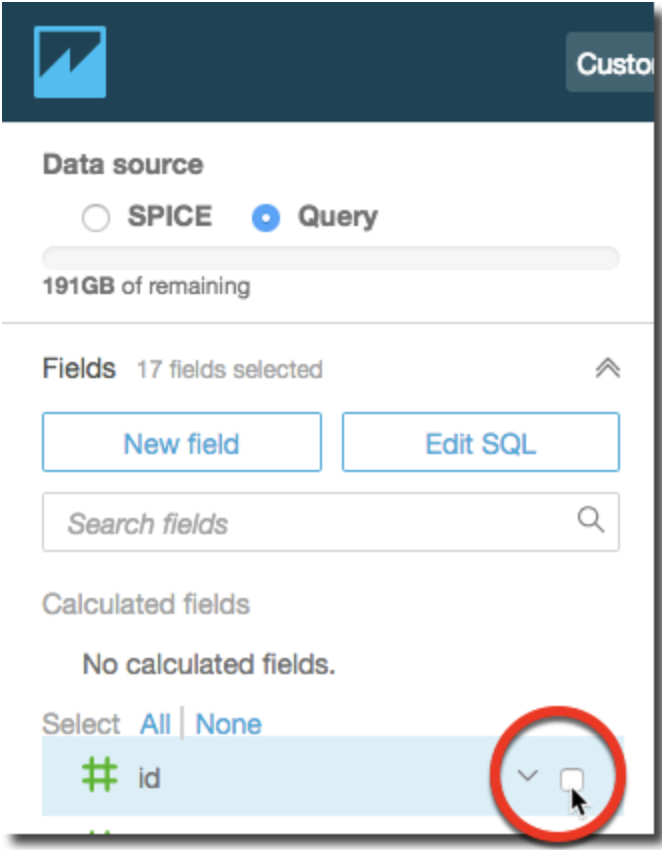 Custo
Data source
SPICE Query
191GB of remaining
Fields 17 fields selected
New field Edit SQL
Search fields
Calculated fields
No calculated fields.
Select All | None
id